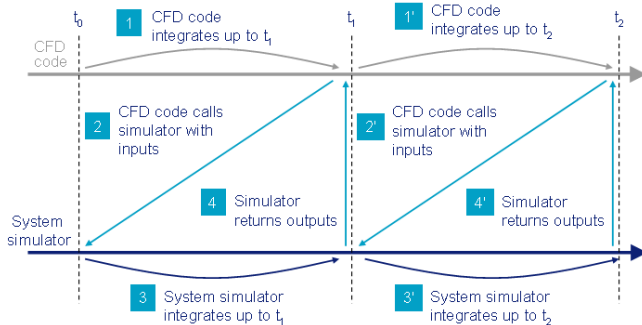 t0
t1
t2
1 CFD code
integrates up to t1
1' CFD code
integrates up to t2
CFD
code
2 CFD code calls
simulator with
inputs
2' CFD code calls
simulator with
inputs
4 Simulator
returns outputs
4' Simulator
returns outputs
System
simulator
3 System simulator
integrates up to t1
3' System simulator
integrates up to t2